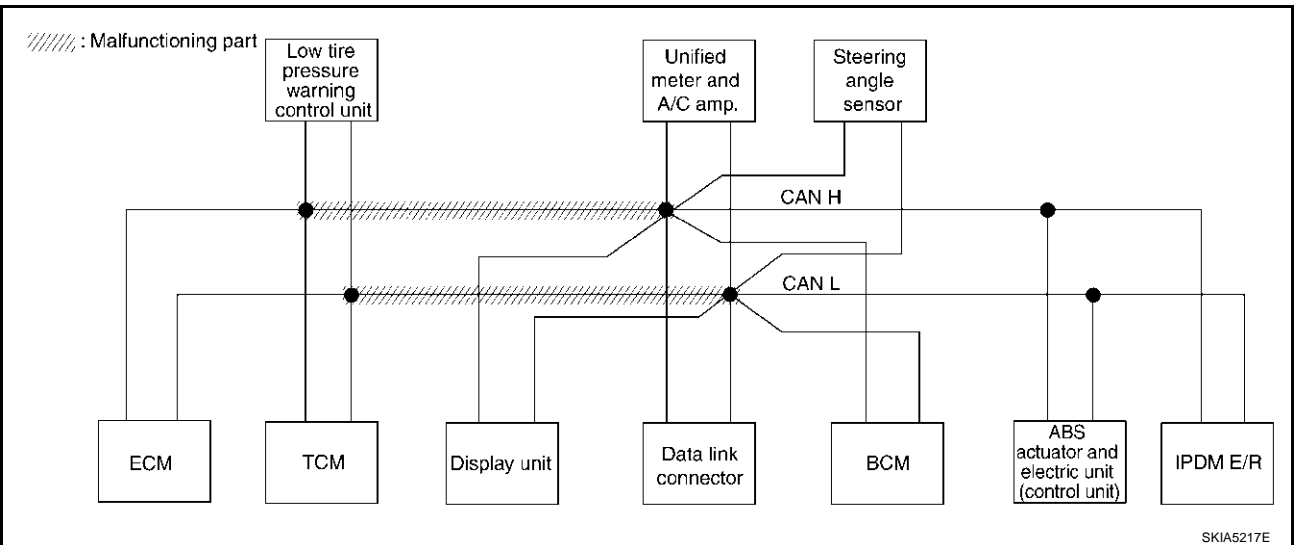 : Malfunctioning part
Low tire
pressure
warning
control unit
Unified
meter and
A/C amp.
Steering
angle
sensor
CAN H
CAN L
ECM
TCM
Display unit
Data link
connector
BCM
ABS
actuator and
electric unit
(control unit)
IPDM E/R
SKIA5217E